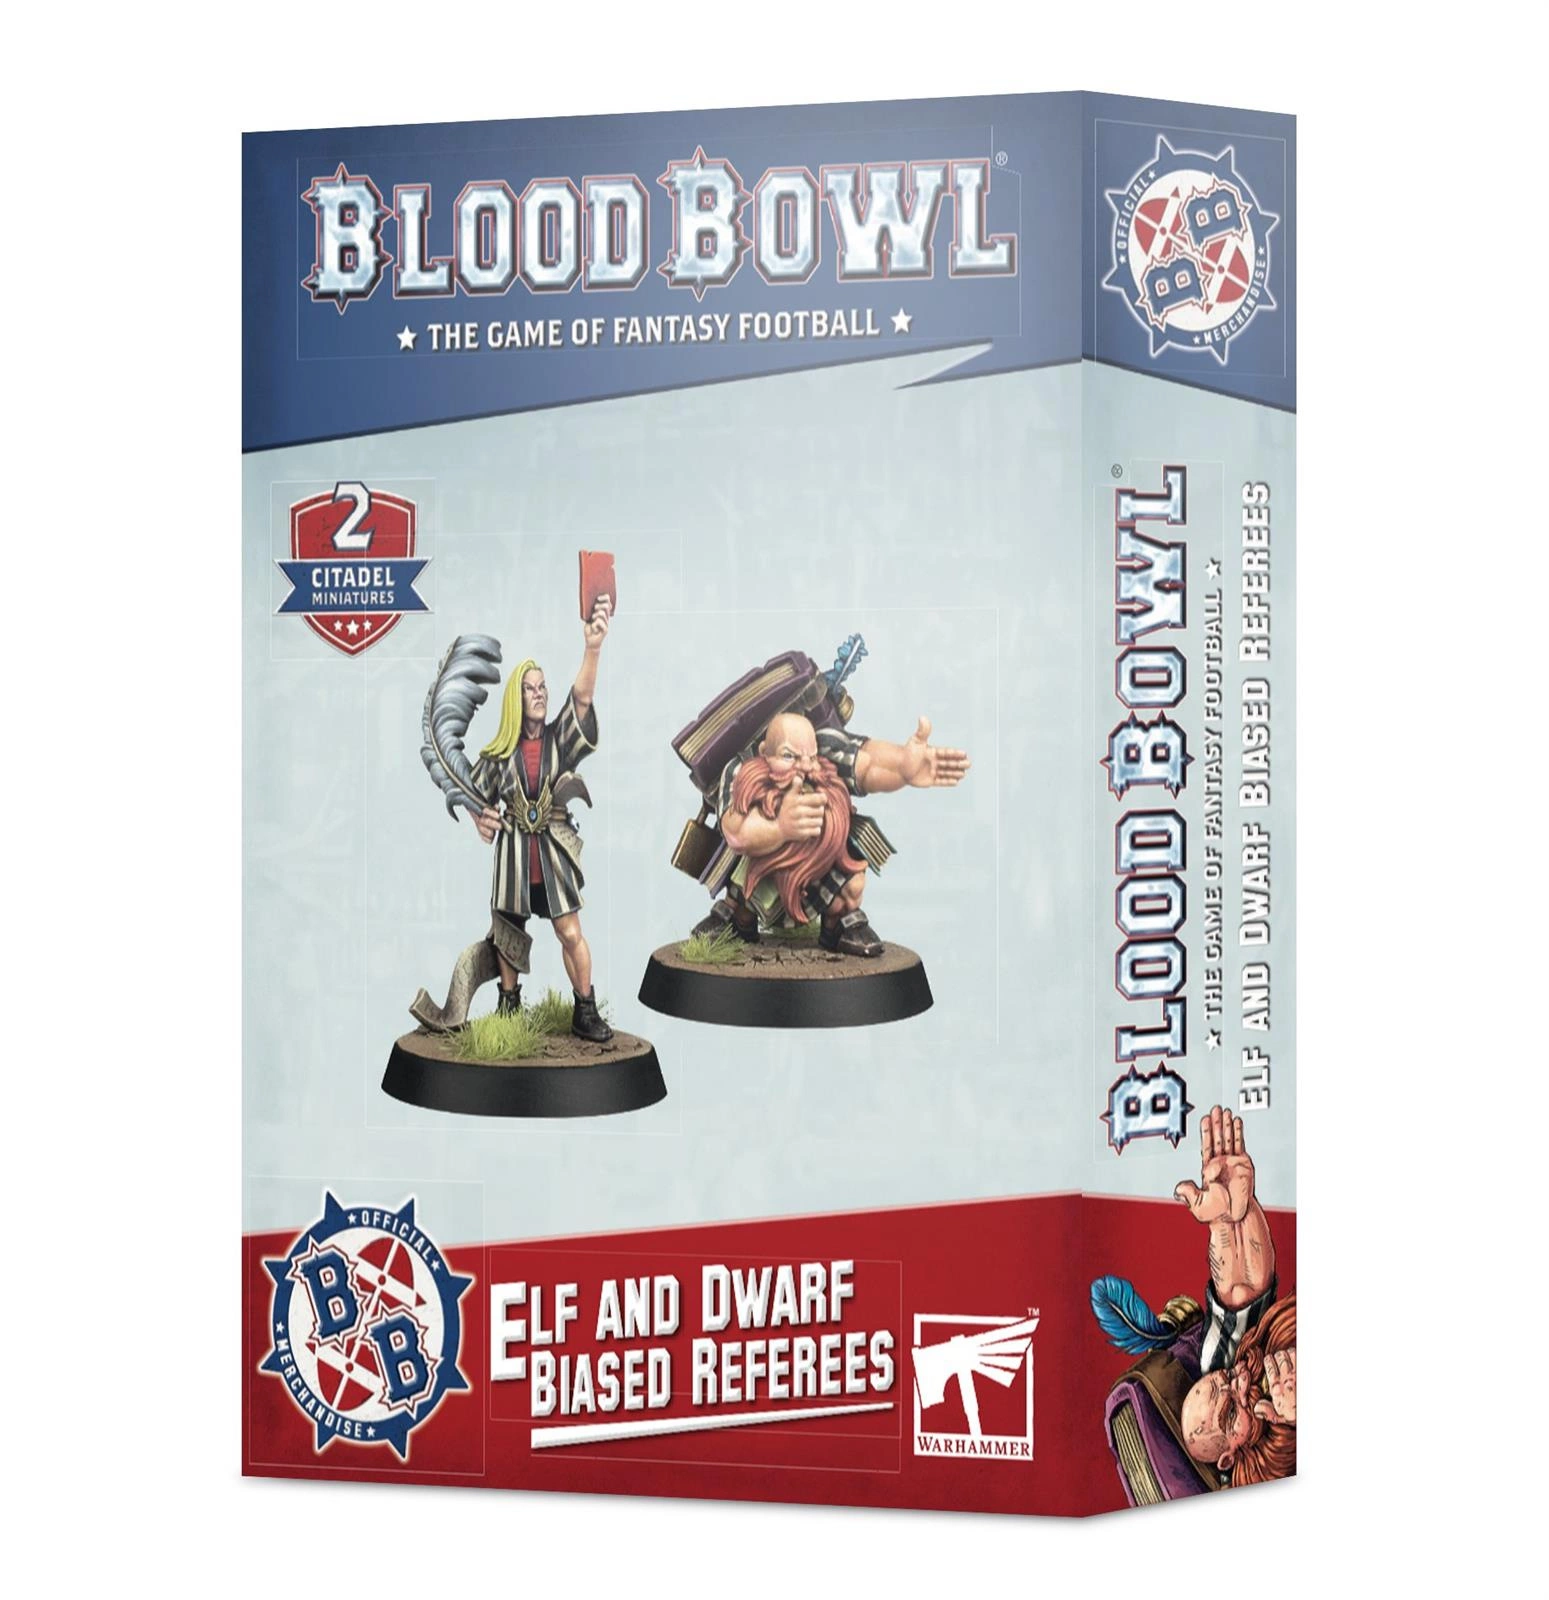 BLOOD BOWL®
★ THE GAME OF FANTASY FOOTBALL ★
2
CITADEL
MINIATURES
★ OFFICIAL ★
BB
★ MERCHANDISE ★
ELF AND DWARF
BIASED REFEREES
™
WARHAMMER
★ OFFICIAL ★
BB
★ MERCHANDISE ★
BLOOD BOWL®
★ THE GAME OF FANTASY FOOTBALL ★
ELF AND DWARF BIASED REFEREES